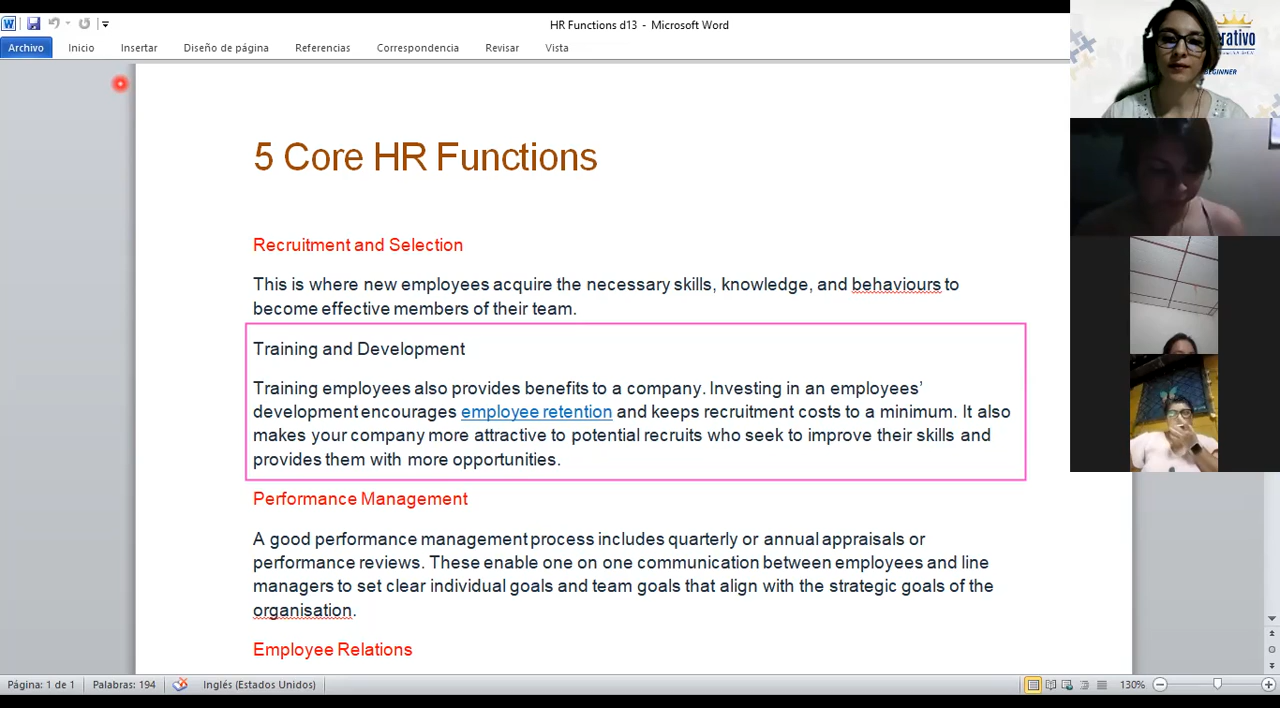 HR Functions d13 - Microsoft Word
Archivo Inicio Insertar Diseño de página Referencias Correspondencia Revisar Vista
rativo
BEGINNER
5 Core HR Functions
Recruitment and Selection
This is where new employees acquire the necessary skills, knowledge, and behaviours to
become effective members of their team.
Training and Development
Training employees also provides benefits to a company. Investing in an employees’
development encourages employee retention and keeps recruitment costs to a minimum. It also
makes your company more attractive to potential recruits who seek to improve their skills and
provides them with more opportunities.
Performance Management
A good performance management process includes quarterly or annual appraisals or
performance reviews. These enable one on one communication between employees and line
managers to set clear individual goals and team goals that align with the strategic goals of the
organisation.
Employee Relations
Página: 1 de 1 Palabras: 194 Inglés (Estados Unidos) 130%